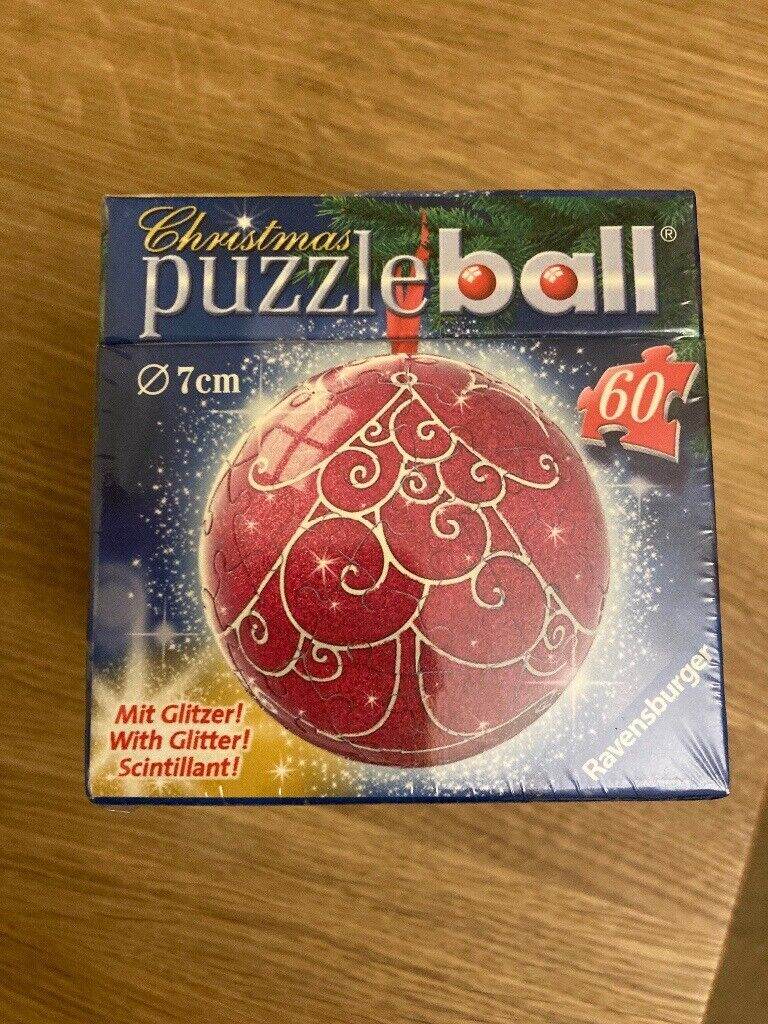 Christmas
puzzleball®
Ø 7cm
60
Mit Glitzer!
With Glitter!
Scintillant!
Ravensburger